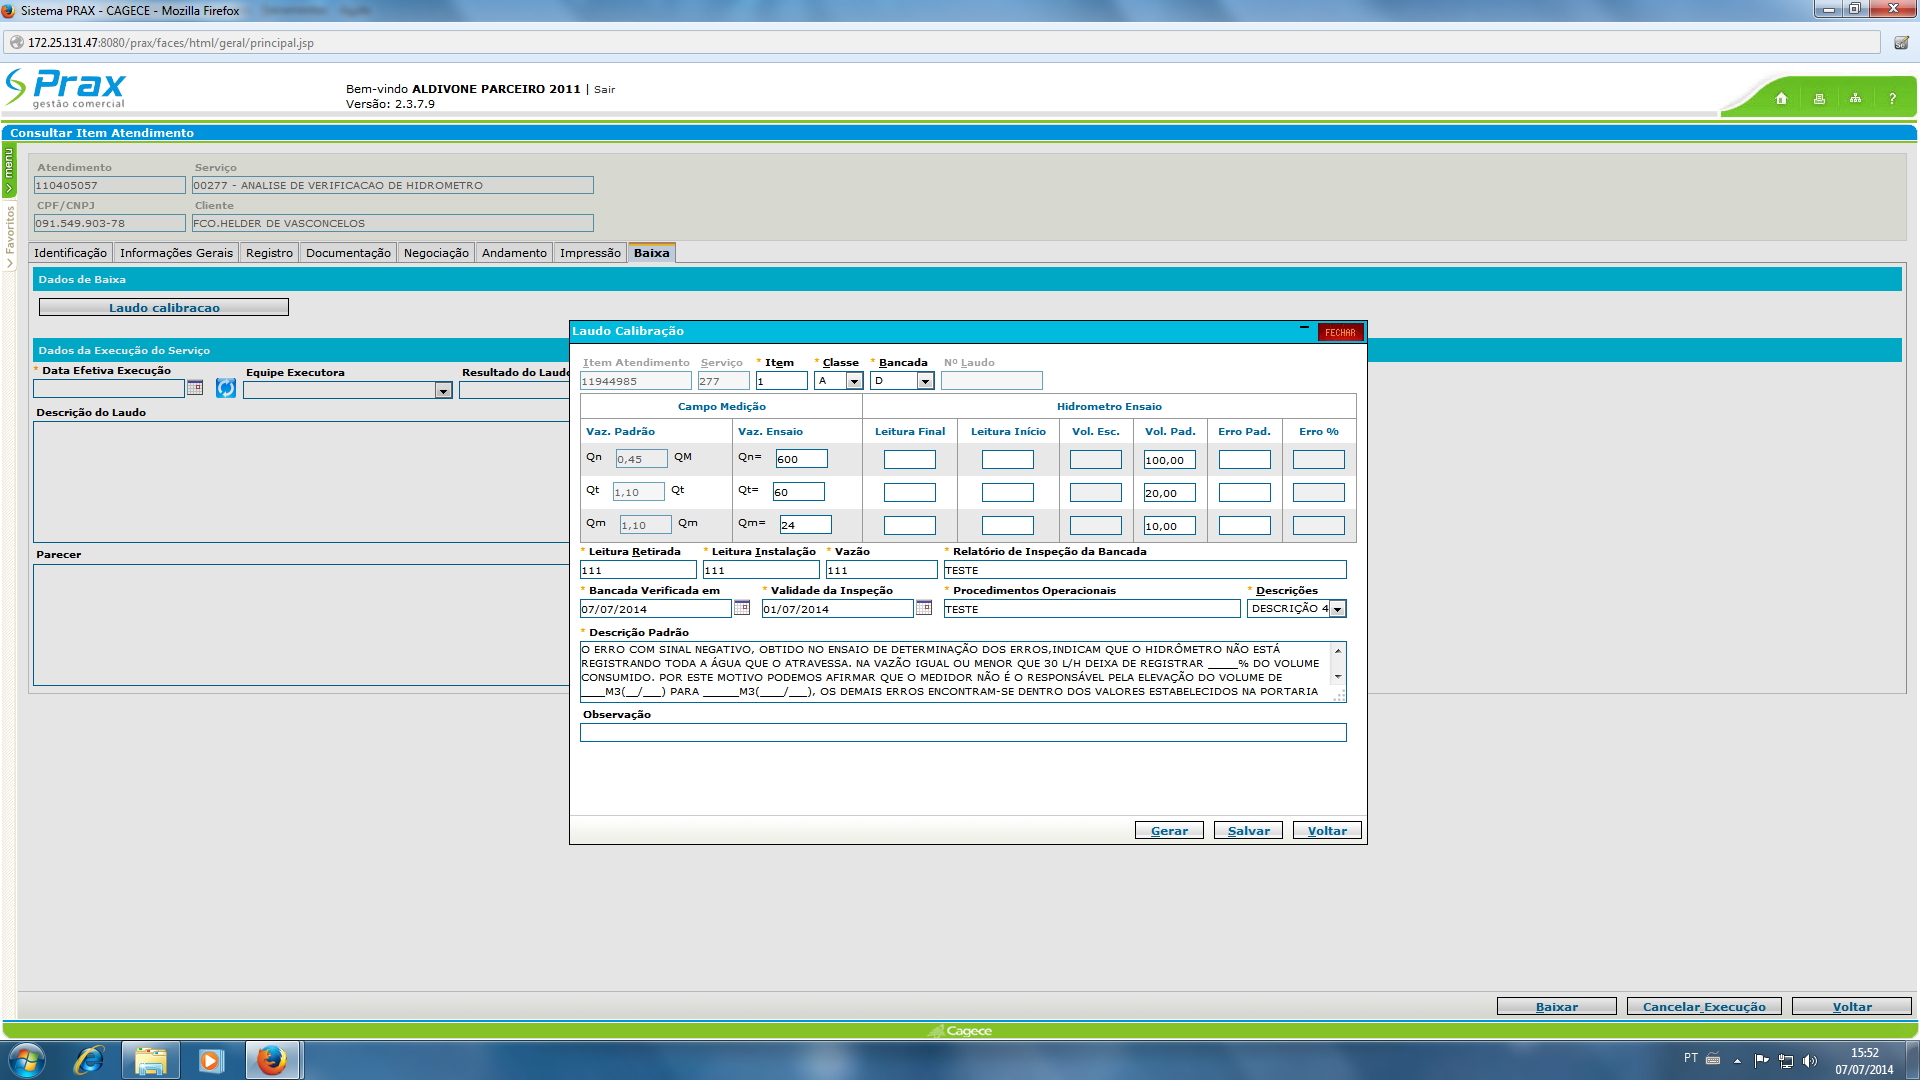 Sistema PRAX - CAGECE - Mozilla Firefox
172.25.131.47:8080/prax/faces/html/geral/principal.jsp
Prax
gestão comercial
Bem-vindo ALDIVONE PARCEIRO 2011 | Sair
Versão: 2.3.7.9
?
Consultar Item Atendimento
> menu
> Favoritos
Atendimento Serviço
110405057 00277 - ANALISE DE VERIFICACAO DE HIDROMETRO
CPF/CNPJ Cliente
091.549.903-78 FCO.HELDER DE VASCONCELOS
Identificação Informações Gerais Registro Documentação Negociação Andamento Impressão Baixa
Dados de Baixa
Laudo calibracao
Dados da Execução do Serviço
* Data Efetiva Execução Equipe Executora Resultado do Laudo
Descrição do Laudo
Parecer
Laudo Calibração FECHAR
Item Atendimento Serviço * Item * Classe * Bancada Nº Laudo
11944985 277 1 A D
Campo Medição Hidrometro Ensaio
Vaz. Padrão Vaz. Ensaio Leitura Final Leitura Início Vol. Esc. Vol. Pad. Erro Pad. Erro %
Qn 0,45 QM Qn= 600 100,00
Qt 1,10 Qt Qt= 60 20,00
Qm 1,10 Qm Qm= 24 10,00
* Leitura Retirada * Leitura Instalação * Vazão * Relatório de Inspeção da Bancada
111 111 111 TESTE
* Bancada Verificada em * Validade da Inspeção * Procedimentos Operacionais * Descrições
07/07/2014 01/07/2014 TESTE DESCRIÇÃO 4
* Descrição Padrão
O ERRO COM SINAL NEGATIVO, OBTIDO NO ENSAIO DE DETERMINAÇÃO DOS ERROS,INDICAM QUE O HIDRÔMETRO NÃO ESTÁ
REGISTRANDO TODA A ÁGUA QUE O ATRAVESSA. NA VAZÃO IGUAL OU MENOR QUE 30 L/H DEIXA DE REGISTRAR _____% DO VOLUME
CONSUMIDO. POR ESTE MOTIVO PODEMOS AFIRMAR QUE O MEDIDOR NÃO É O RESPONSÁVEL PELA ELEVAÇÃO DO VOLUME DE
____M3(__/___) PARA ______M3(____/___), OS DEMAIS ERROS ENCONTRAM-SE DENTRO DOS VALORES ESTABELECIDOS NA PORTARIA
Observação
Gerar Salvar Voltar
Baixar Cancelar Execução Voltar
Cagece
PT
15:52
07/07/2014